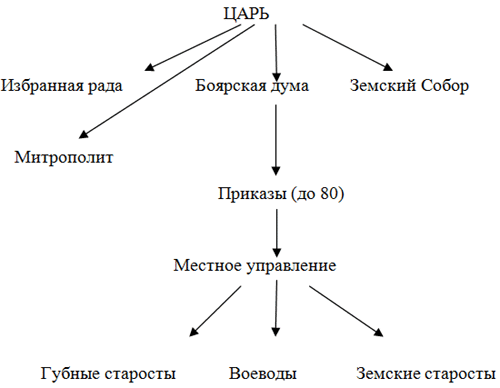 ЦАРЬ
Избранная рада Боярская дума Земский Собор
Митрополит
Приказы (до 80)
Местное управление
Губные старосты Воеводы Земские старосты